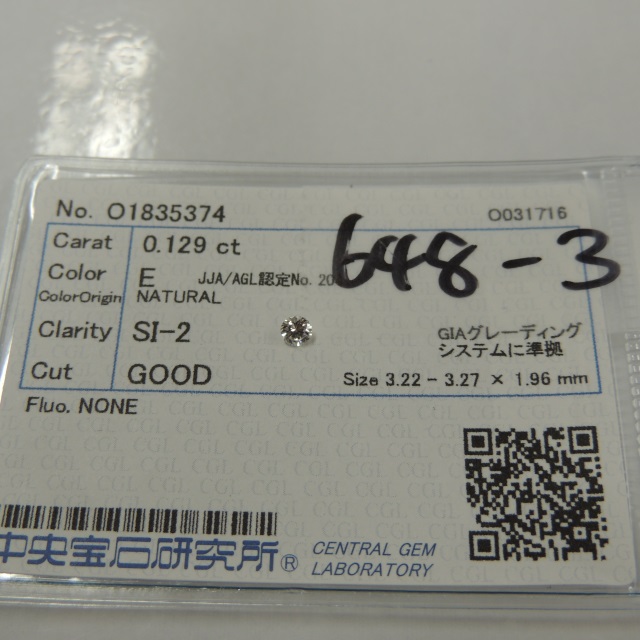 No. O1835374 O031716
648-3
Carat 0.129 ct
Color E JJA/AGL認定No. 20
ColorOrigin NATURAL
Clarity SI-2 GIAグレーディング
システムに準拠
Cut GOOD Size 3.22 - 3.27 × 1.96 mm
Fluo. NONE
中央宝石研究所® CENTRAL GEM
LABORATORY